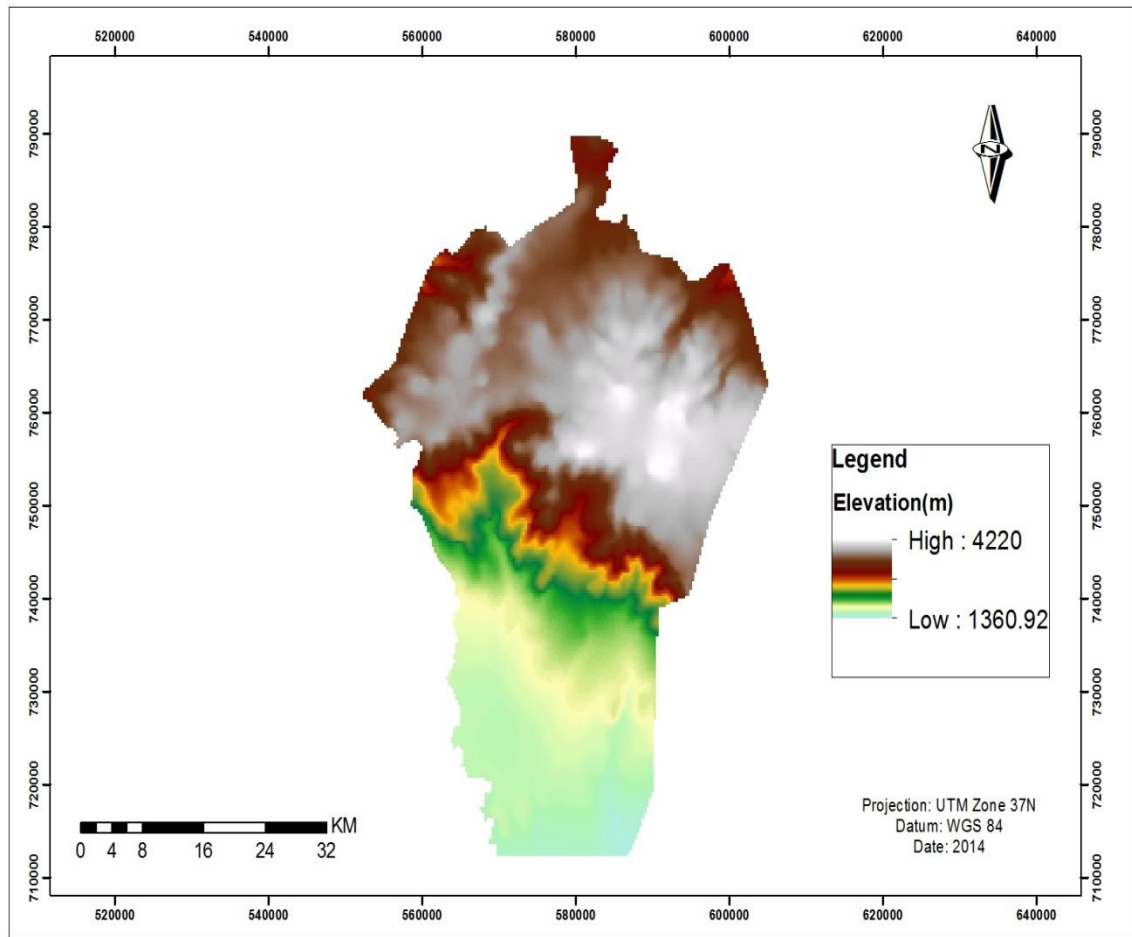 520000 540000 560000 580000 600000 620000 640000
790000 790000
780000 780000
770000 770000
760000 760000
750000 750000
740000 740000
730000 730000
720000 720000
710000 710000
N
Legend
Elevation(m)
High : 4220
Low : 1360.92
Projection: UTM Zone 37N
Datum: WGS 84
Date: 2014
KM
0 4 8 16 24 32
520000 540000 560000 580000 600000 620000 640000